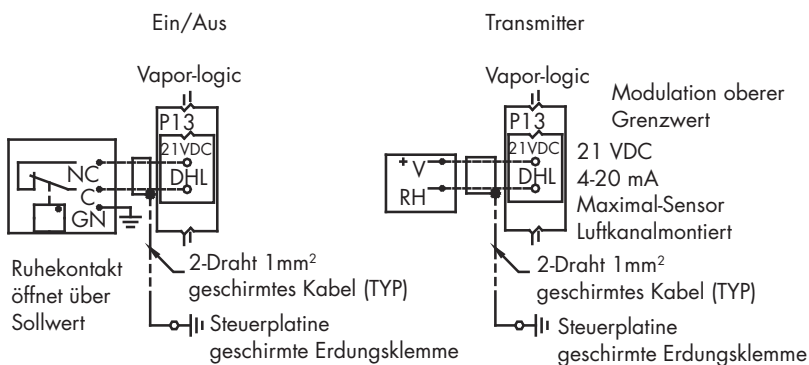 Ein/Aus
Vapor-logic
P13
21VDC
DHL
NC
C
GN
Ruhekontakt
öffnet über
Sollwert
2-Draht 1mm²
geschirmtes Kabel (TYP)
Steuerplatine
geschirmte Erdungsklemme
Transmitter
Vapor-logic
P13
21VDC
DHL
+ V
RH
Modulation oberer
Grenzwert
21 VDC
4-20 mA
Maximal-Sensor
Luftkanalmontiert
2-Draht 1mm²
geschirmtes Kabel (TYP)
Steuerplatine
geschirmte Erdungsklemme